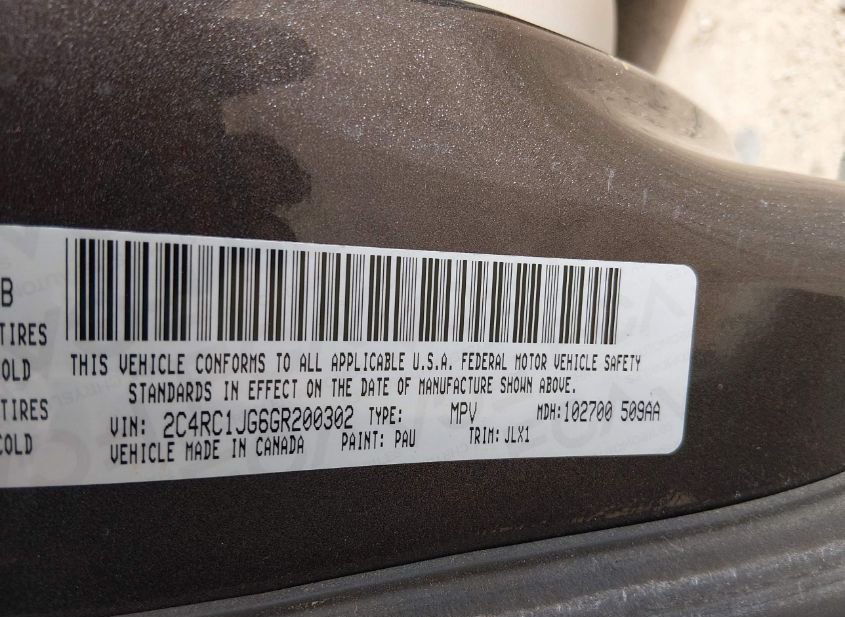 B
TIRES
THIS VEHICLE CONFORMS TO ALL APPLICABLE U.S.A. FEDERAL MOTOR VEHICLE SAFETY
OLD
STANDARDS IN EFFECT ON THE DATE OF MANUFACTURE SHOWN ABOVE.
TIRES
VIN: 2C4RC1JG6GR200302 TYPE: MPV MDH:102700 509AA
COLD
VEHICLE MADE IN CANADA PAINT: PAU TRIM: JLX1